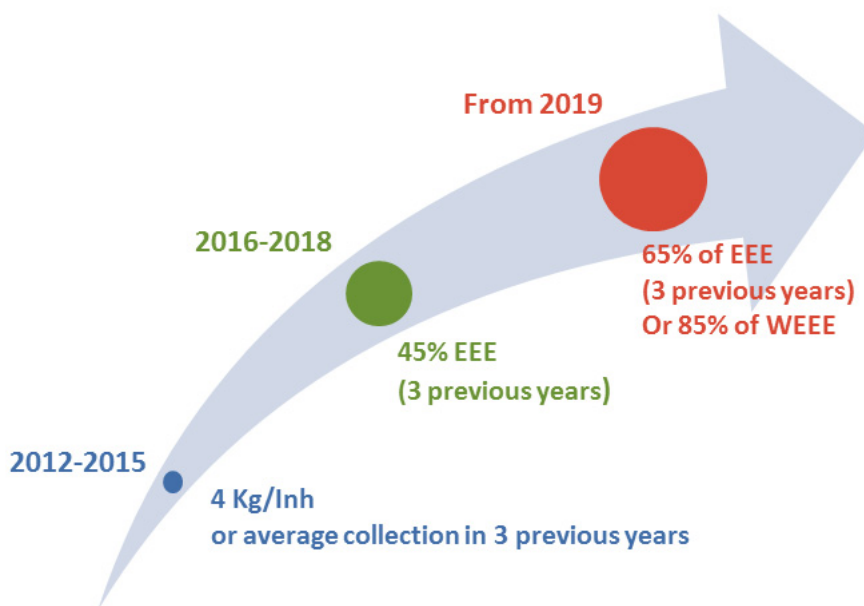 From 2019
65% of EEE
(3 previous years)
Or 85% of WEEE
2016-2018
45% EEE
(3 previous years)
2012-2015
4 Kg/Inh
or average collection in 3 previous years